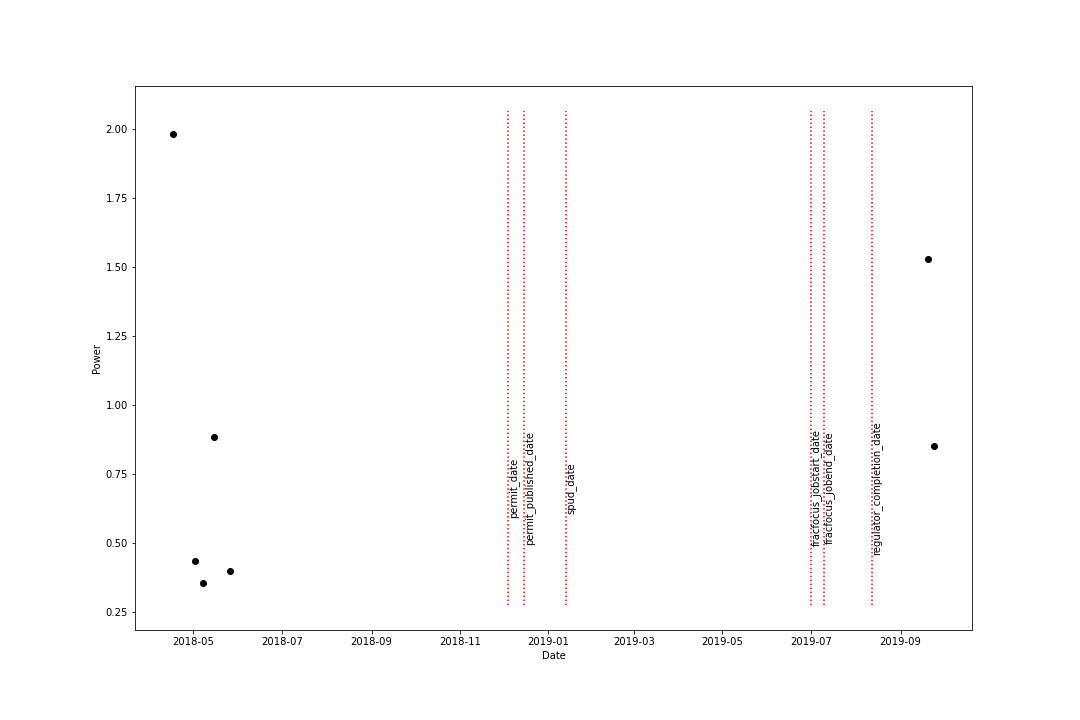 2.00
1.75
1.50
1.25
1.00
0.75
0.50
0.25
Power
permit_date
permit_published_date
spud_date
fracfocus_jobstart_date
fracfocus_jobend_date
regulator_completion_date
2018-05 2018-07 2018-09 2018-11 2019-01 2019-03 2019-05 2019-07 2019-09
Date